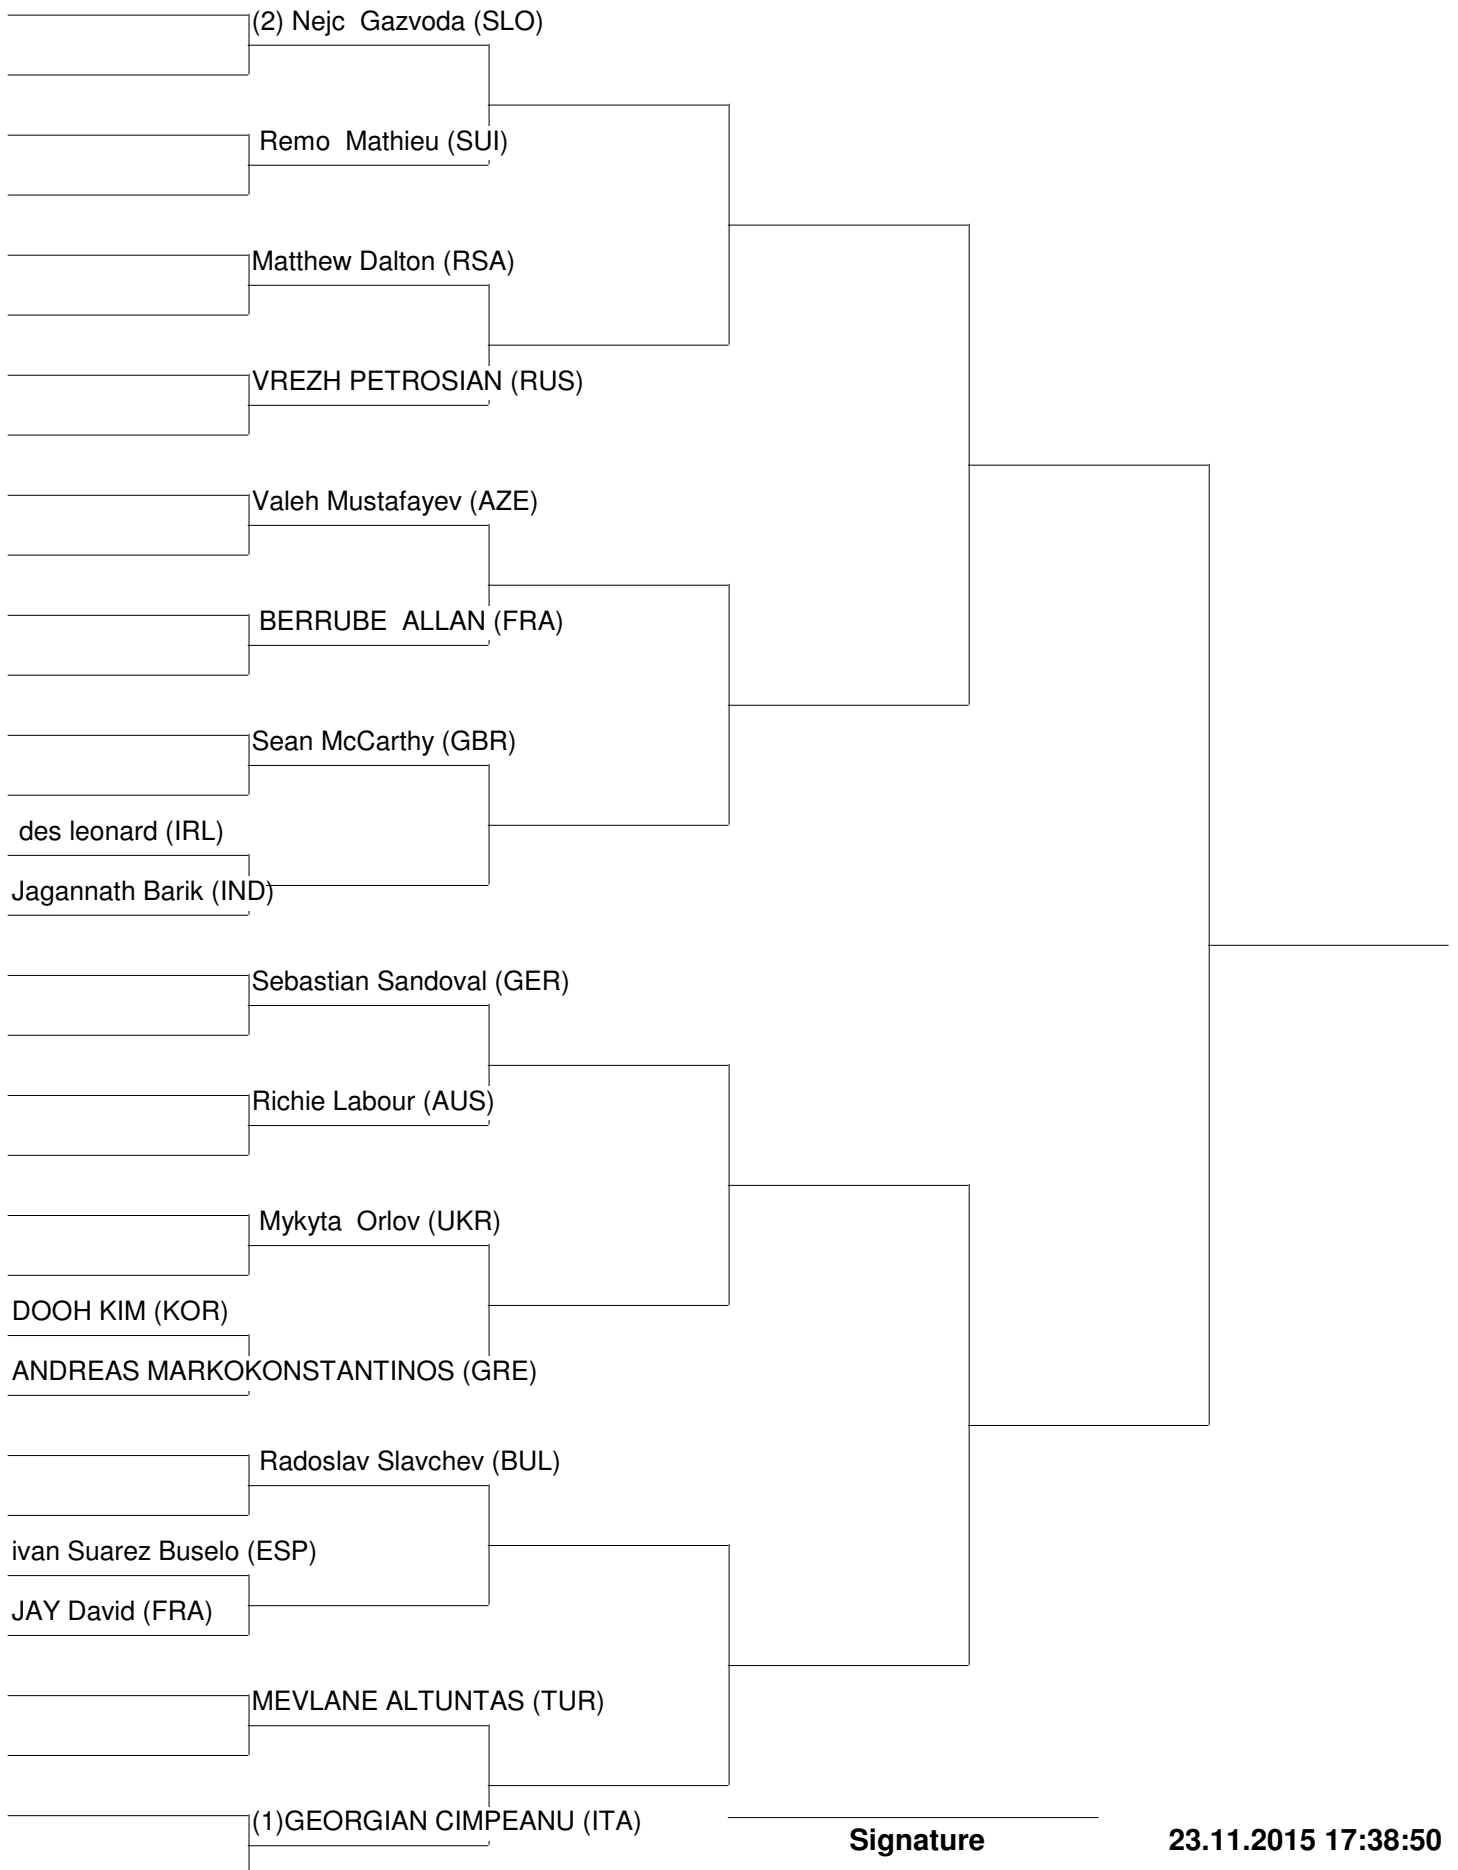 (2) Nejc  Gazvoda (SLO)
Remo  Mathieu (SUI)
Matthew Dalton (RSA)
VREZH PETROSIAN (RUS)
Valeh Mustafayev (AZE)
BERRUBE  ALLAN (FRA)
Sean McCarthy (GBR)
des leonard (IRL)
Jagannath Barik (IND)
Sebastian Sandoval (GER)
Richie Labour (AUS)
Mykyta  Orlov (UKR)
DOOH KIM (KOR)
ANDREAS MARKOKONSTANTINOS (GRE)
Radoslav Slavchev (BUL)
ivan Suarez Buselo (ESP)
JAY David (FRA)
MEVLANE ALTUNTAS (TUR)
(1)GEORGIAN CIMPEANU (ITA)
Signature
23.11.2015 17:38:50